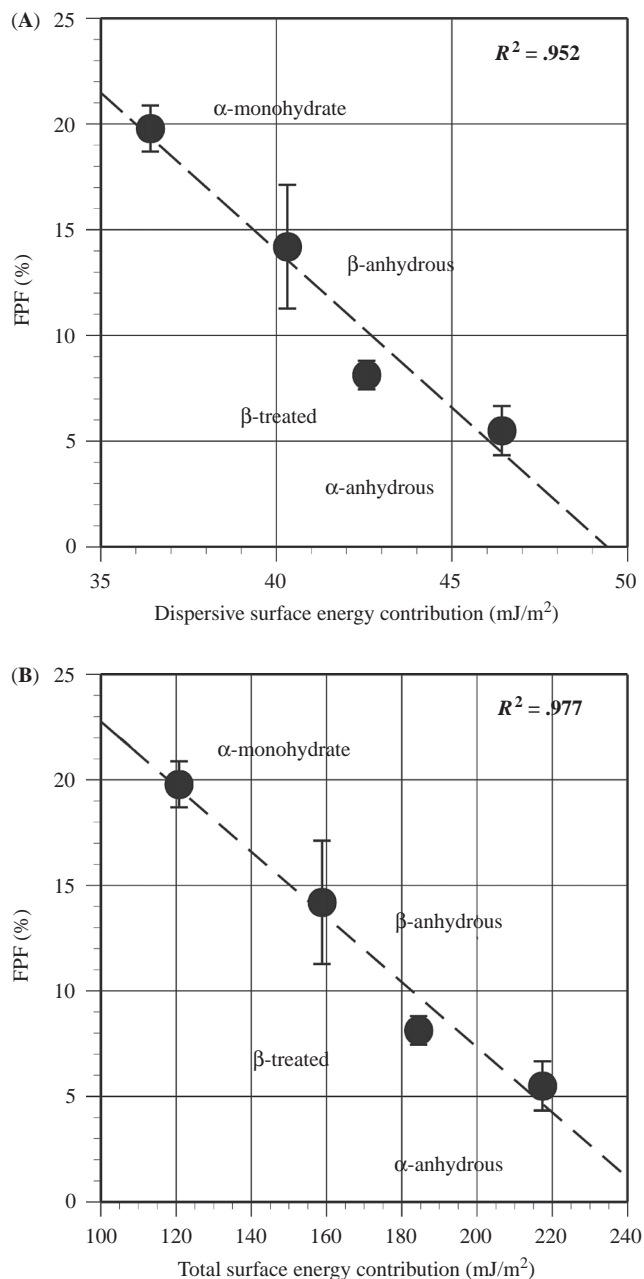 (A)
25
20
15
10
5
0
FPF (%)
R² = .952
α-monohydrate
β-anhydrous
β-treated
α-anhydrous
35 40 45 50
Dispersive surface energy contribution (mJ/m²)
(B)
25
20
15
10
5
0
FPF (%)
R² = .977
α-monohydrate
β-anhydrous
β-treated
α-anhydrous
100 120 140 160 180 200 220 240
Total surface energy contribution (mJ/m²)